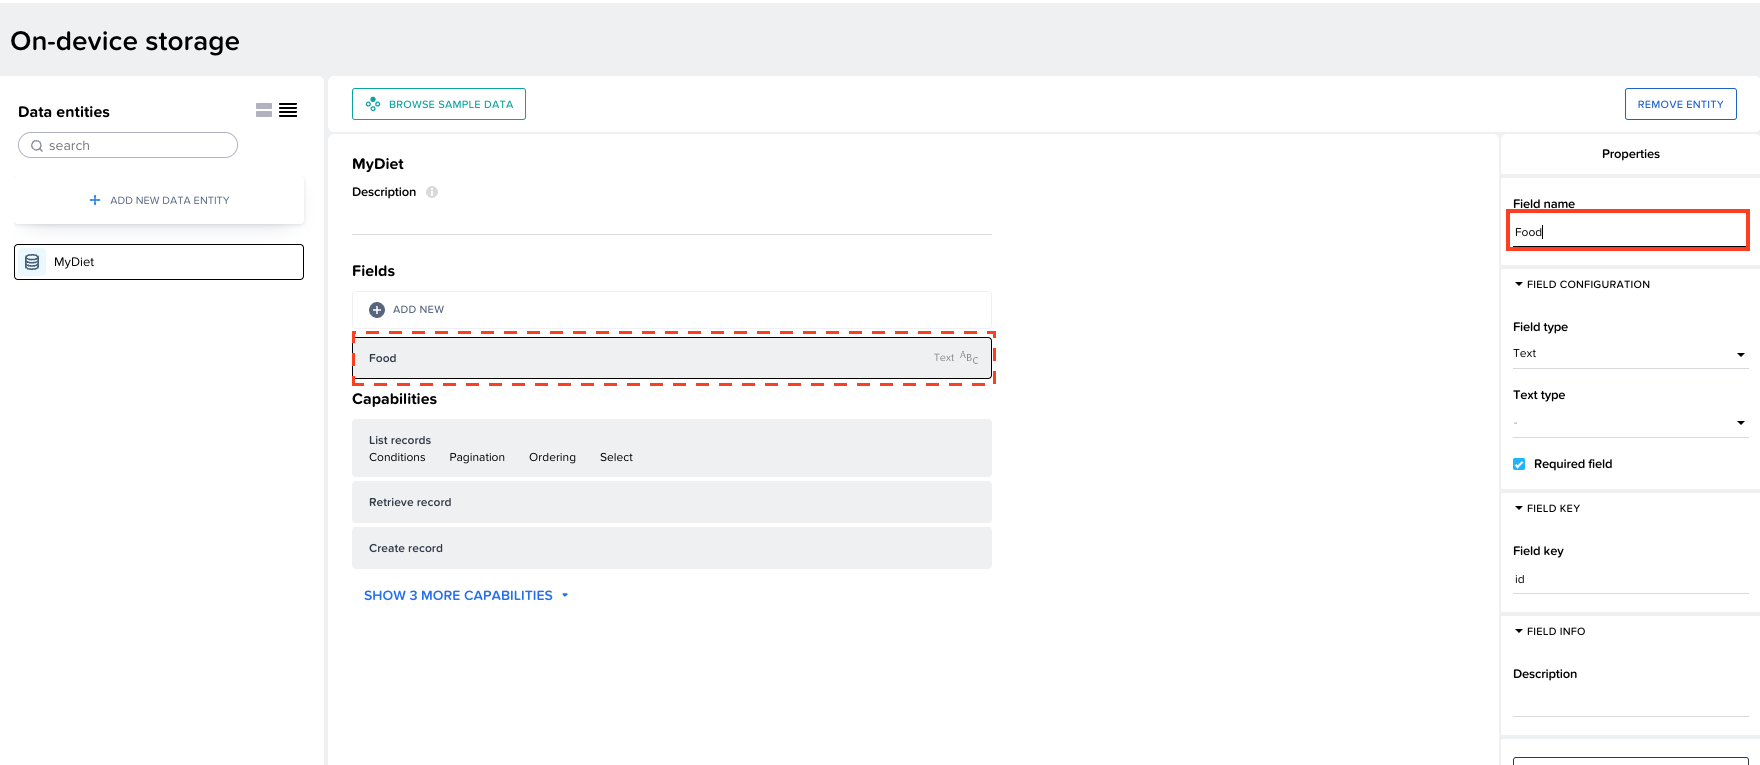 On-device storage
Data entities
search
ADD NEW DATA ENTITY
MyDiet
BROWSE SAMPLE DATA
REMOVE ENTITY
MyDiet
Description
Fields
ADD NEW
Food Text ABC
Capabilities
List records
Conditions Pagination Ordering Select
Retrieve record
Create record
SHOW 3 MORE CAPABILITIES
Properties
Field name
Food
FIELD CONFIGURATION
Field type
Text
Text type
-
Required field
FIELD KEY
Field key
id
FIELD INFO
Description